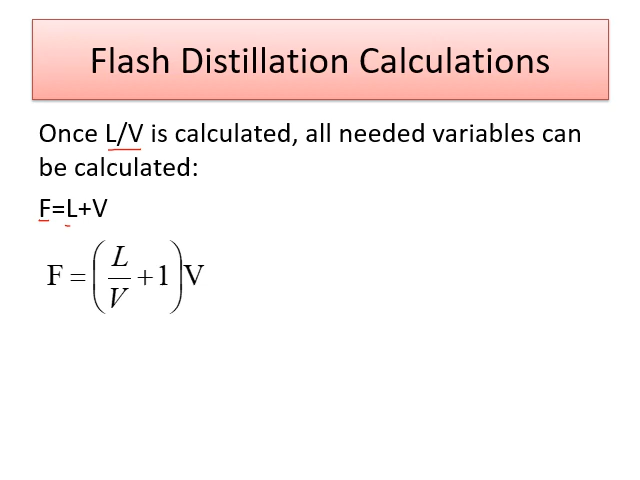 Flash Distillation Calculations
Once L/V is calculated, all needed variables can
be calculated:
F=L+V
F = (L/V + 1)V